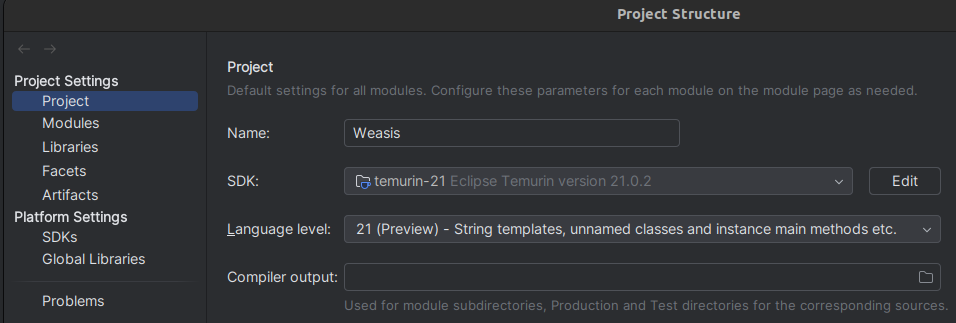 Project Structure
Project Settings
Project
Modules
Libraries
Facets
Artifacts
Platform Settings
SDKs
Global Libraries
Problems
Project
Default settings for all modules. Configure these parameters for each module on the module page as needed.
Name: Weasis
SDK: temurin-21 Eclipse Temurin version 21.0.2 Edit
Language level: 21 (Preview) - String templates, unnamed classes and instance main methods etc.
Compiler output:
Used for module subdirectories, Production and Test directories for the corresponding sources.